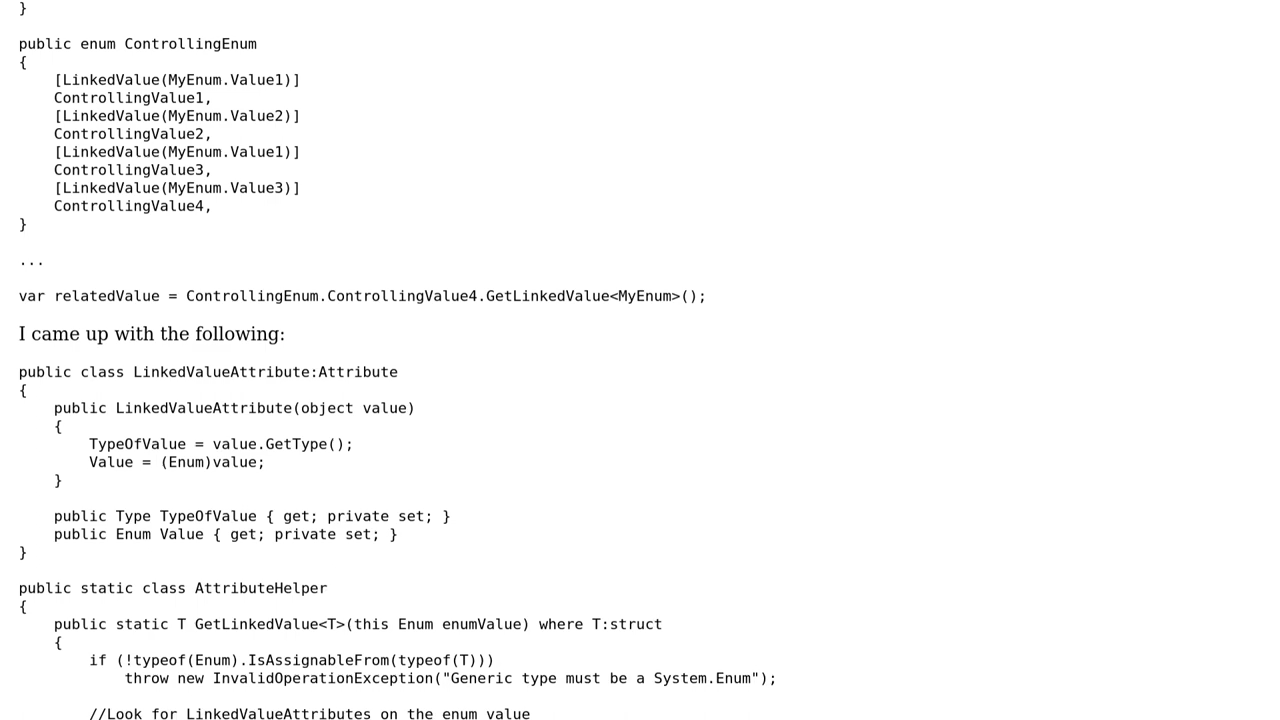 }
public enum ControllingEnum
{
    [LinkedValue(MyEnum.Value1)]
    ControllingValue1,
    [LinkedValue(MyEnum.Value2)]
    ControllingValue2,
    [LinkedValue(MyEnum.Value1)]
    ControllingValue3,
    [LinkedValue(MyEnum.Value3)]
    ControllingValue4,
}
...
var relatedValue = ControllingEnum.ControllingValue4.GetLinkedValue<MyEnum>();
I came up with the following:
public class LinkedValueAttribute:Attribute
{
    public LinkedValueAttribute(object value)
    {
        TypeOfValue = value.GetType();
        Value = (Enum)value;
    }
    public Type TypeOfValue { get; private set; }
    public Enum Value { get; private set; }
}
public static class AttributeHelper
{
    public static T GetLinkedValue<T>(this Enum enumValue) where T:struct
    {
        if (!typeof(Enum).IsAssignableFrom(typeof(T)))
            throw new InvalidOperationException("Generic type must be a System.Enum");
        //Look for LinkedValueAttributes on the enum value